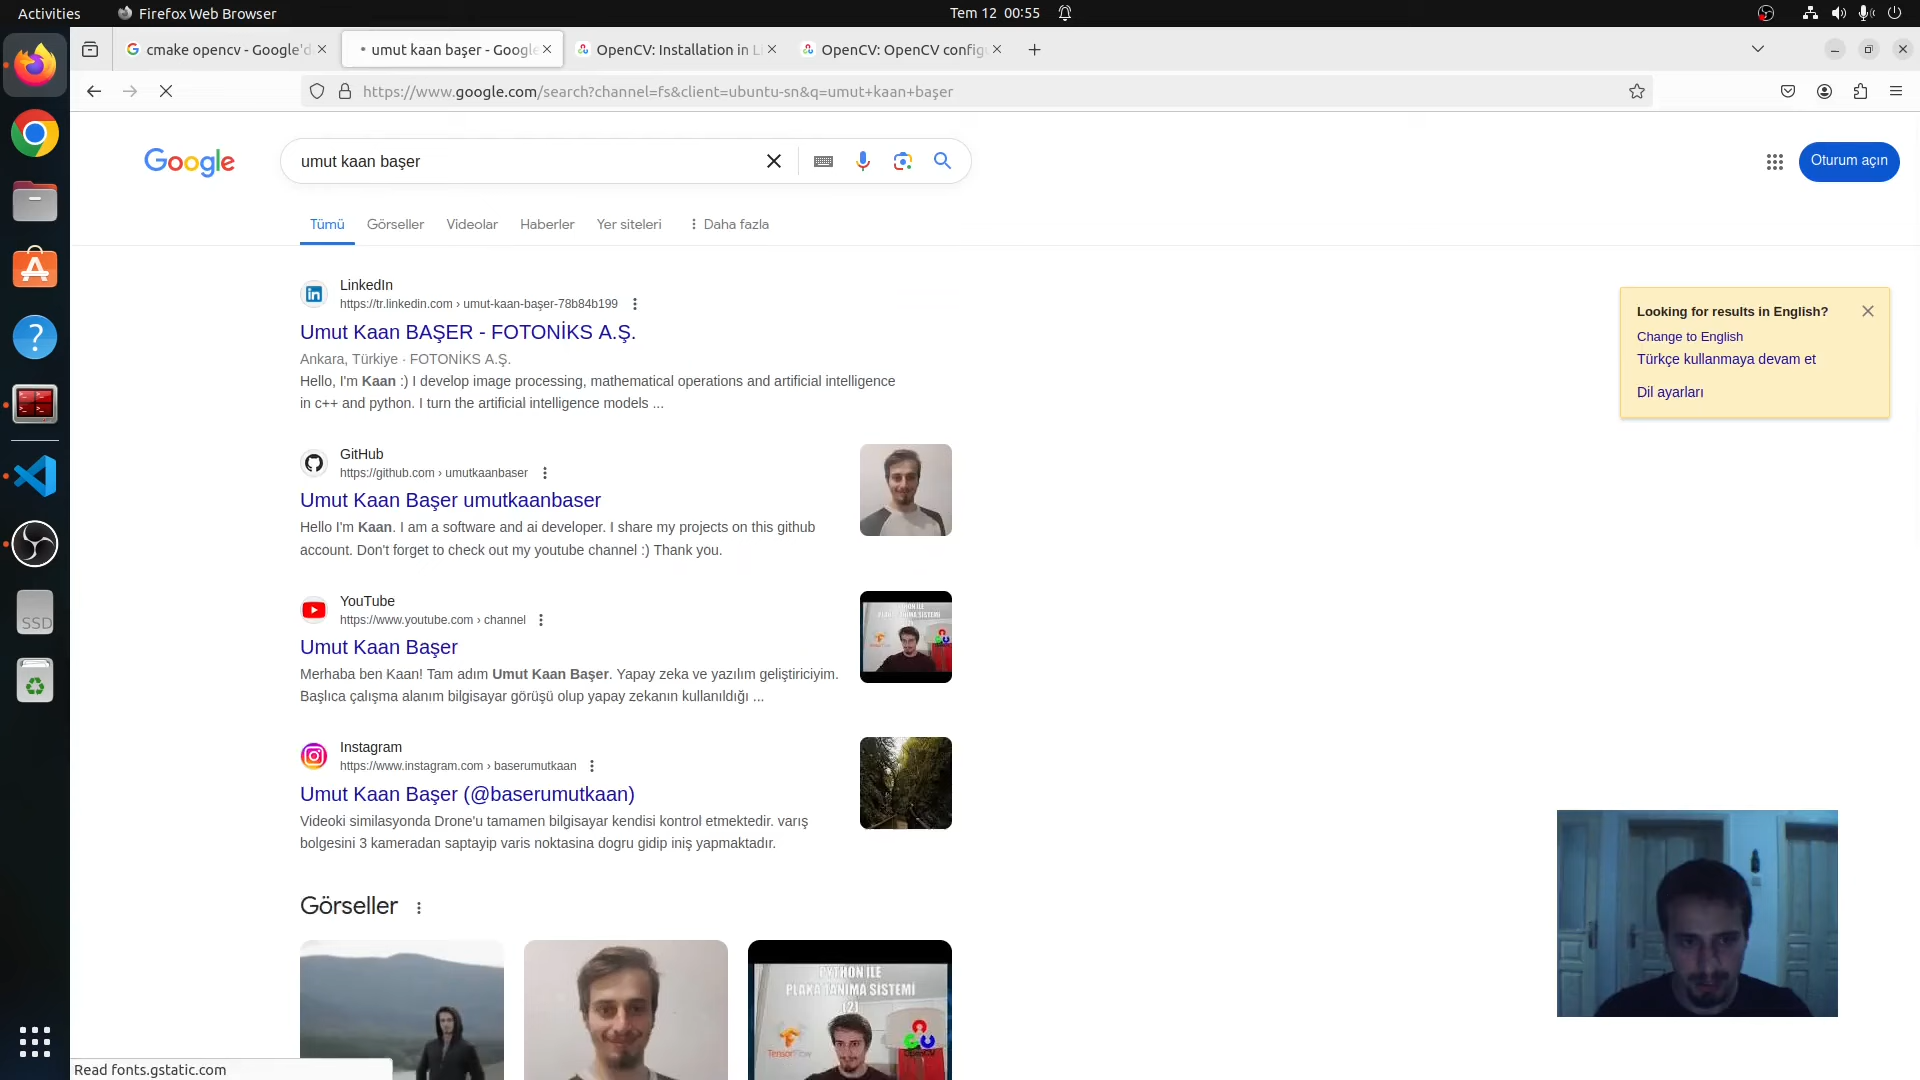 Activities
Firefox Web Browser
Tem 12 00:55
cmake opencv - Google'd
umut kaan başer - Google
OpenCV: Installation in L
OpenCV: OpenCV config
https://www.google.com/search?channel=fs&client=ubuntu-sn&q=umut+kaan+başer
Google
umut kaan başer
Oturum açın
Tümü
Görseller
Videolar
Haberler
Yer siteleri
Daha fazla
LinkedIn
https://tr.linkedin.com › umut-kaan-başer-78b84b199
Umut Kaan BAŞER - FOTONİKS A.Ş.
Ankara, Türkiye · FOTONİKS A.Ş.
Hello, I'm Kaan :) I develop image processing, mathematical operations and artificial intelligence
in c++ and python. I turn the artificial intelligence models ...
Looking for results in English?
Change to English
Türkçe kullanmaya devam et
Dil ayarları
GitHub
https://github.com › umutkaanbaser
Umut Kaan Başer umutkaanbaser
Hello I'm Kaan. I am a software and ai developer. I share my projects on this github
account. Don't forget to check out my youtube channel :) Thank you.
YouTube
https://www.youtube.com › channel
Umut Kaan Başer
Merhaba ben Kaan! Tam adım Umut Kaan Başer. Yapay zeka ve yazılım geliştiriciyim.
Başlıca çalışma alanım bilgisayar görüşü olup yapay zekanın kullanıldığı ...
SSD
Instagram
https://www.instagram.com › baserumutkaan
Umut Kaan Başer (@baserumutkaan)
Videoki similasyonda Drone'u tamamen bilgisayar kendisi kontrol etmektedir. varış
bolgesini 3 kameradan saptayip varis noktasina dogru gidip iniş yapmaktadır.
Görseller
PYTHON ILE
PLAKA TANIMA SİSTEMİ
(2)
TensorFlow
OpenCV
Read fonts.gstatic.com